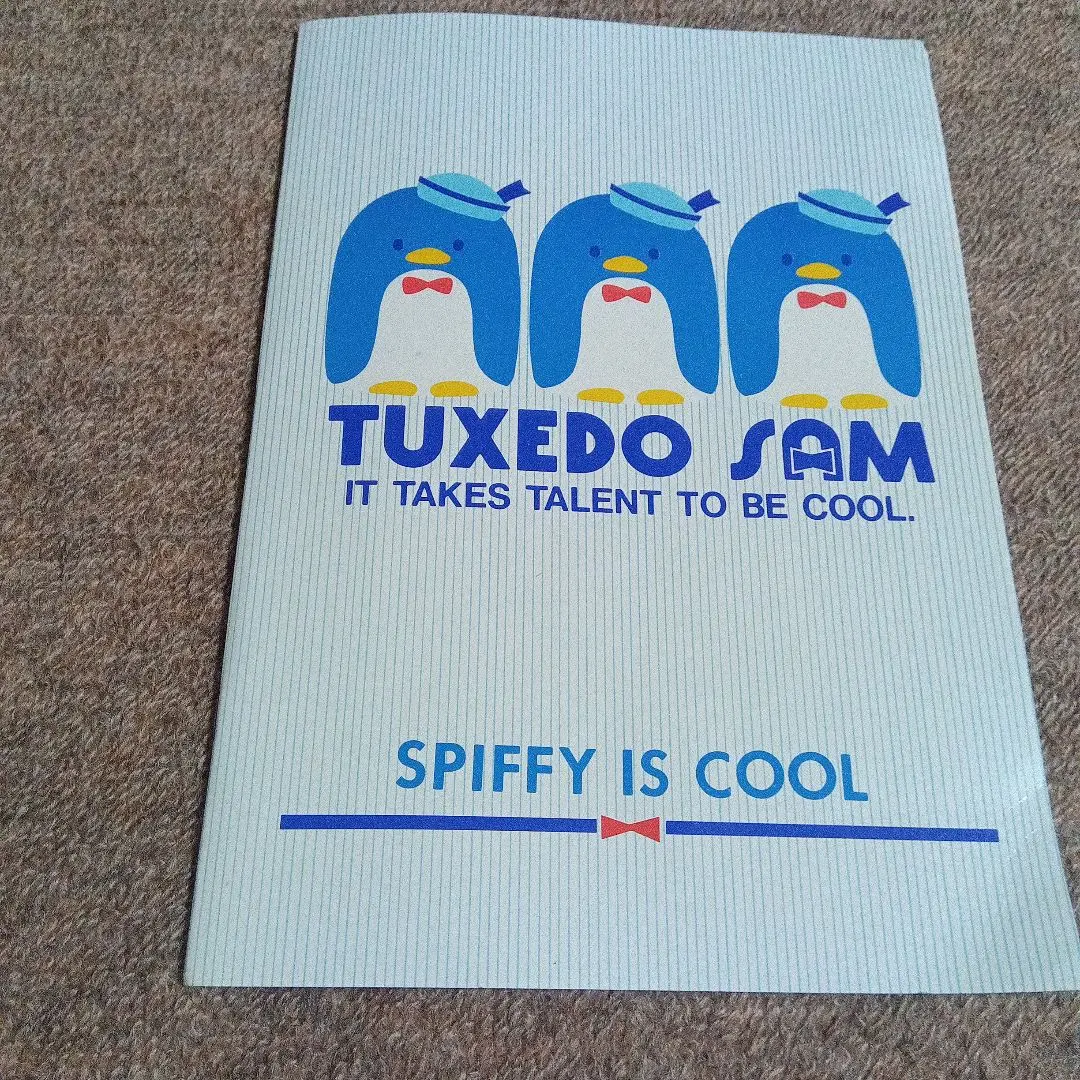 TUXEDO SAM
IT TAKES TALENT TO BE COOL.
SPIFFY IS COOL